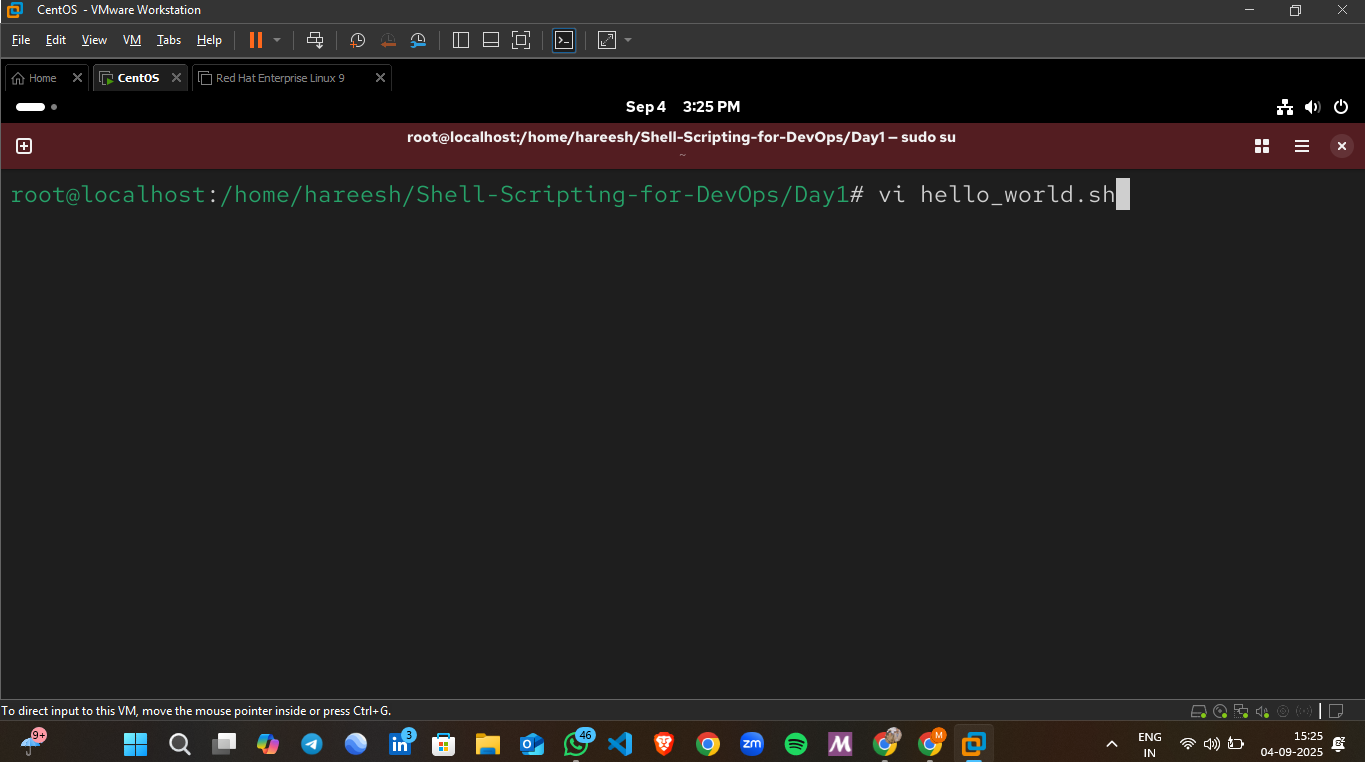 CentOS - VMware Workstation
File Edit View VM Tabs Help
Home CentOS Red Hat Enterprise Linux 9
Sep 4 3:25 PM
root@localhost:/home/hareesh/Shell-Scripting-for-DevOps/Day1 — sudo su
~
root@localhost:/home/hareesh/Shell-Scripting-for-DevOps/Day1# vi hello_world.sh
To direct input to this VM, move the mouse pointer inside or press Ctrl+G.
9+
in 3
46
zm
M
M
ENG
IN
15:25
04-09-2025